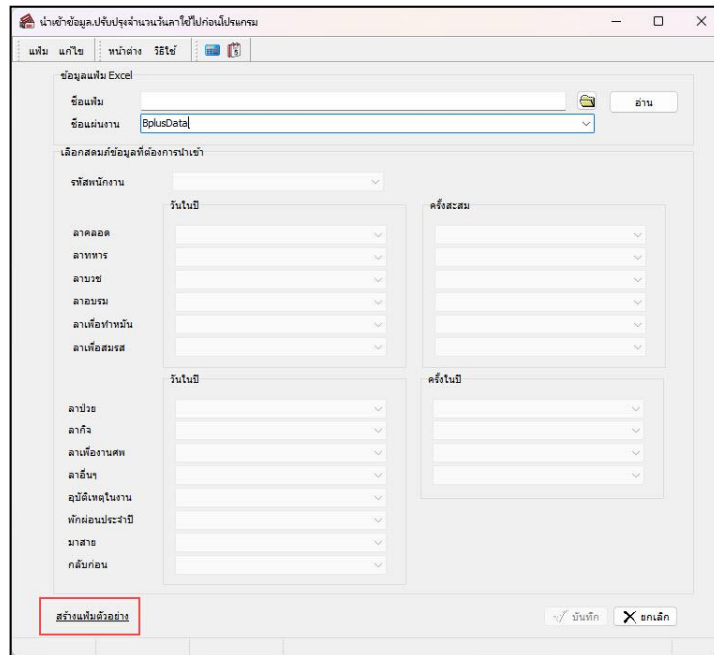 นำเข้าข้อมูล.ปรับปรุงจำนวนวันลาใช้ไปก่อนโปรแกรม
แฟ้ม แก้ไข หน้าต่าง วิธีใช้
ข้อมูลแฟ้ม Excel
ชื่อแฟ้ม อ่าน
ชื่อแผ่นงาน BplusData
เลือกสดมภ์ข้อมูลที่ต้องการนำเข้า
รหัสพนักงาน
วันในปี ครั้งสะสม
ลาคลอด
ลาทหาร
ลาบวช
ลาอบรม
ลาเพื่อทำหมัน
ลาเพื่อสมรส
วันในปี ครั้งในปี
ลาป่วย
ลากิจ
ลาเพื่องานศพ
ลาอื่นๆ
อุบัติเหตุในงาน
พักผ่อนประจำปี
มาสาย
กลับก่อน
สร้างแฟ้มตัวอย่าง บันทึก ยกเลิก